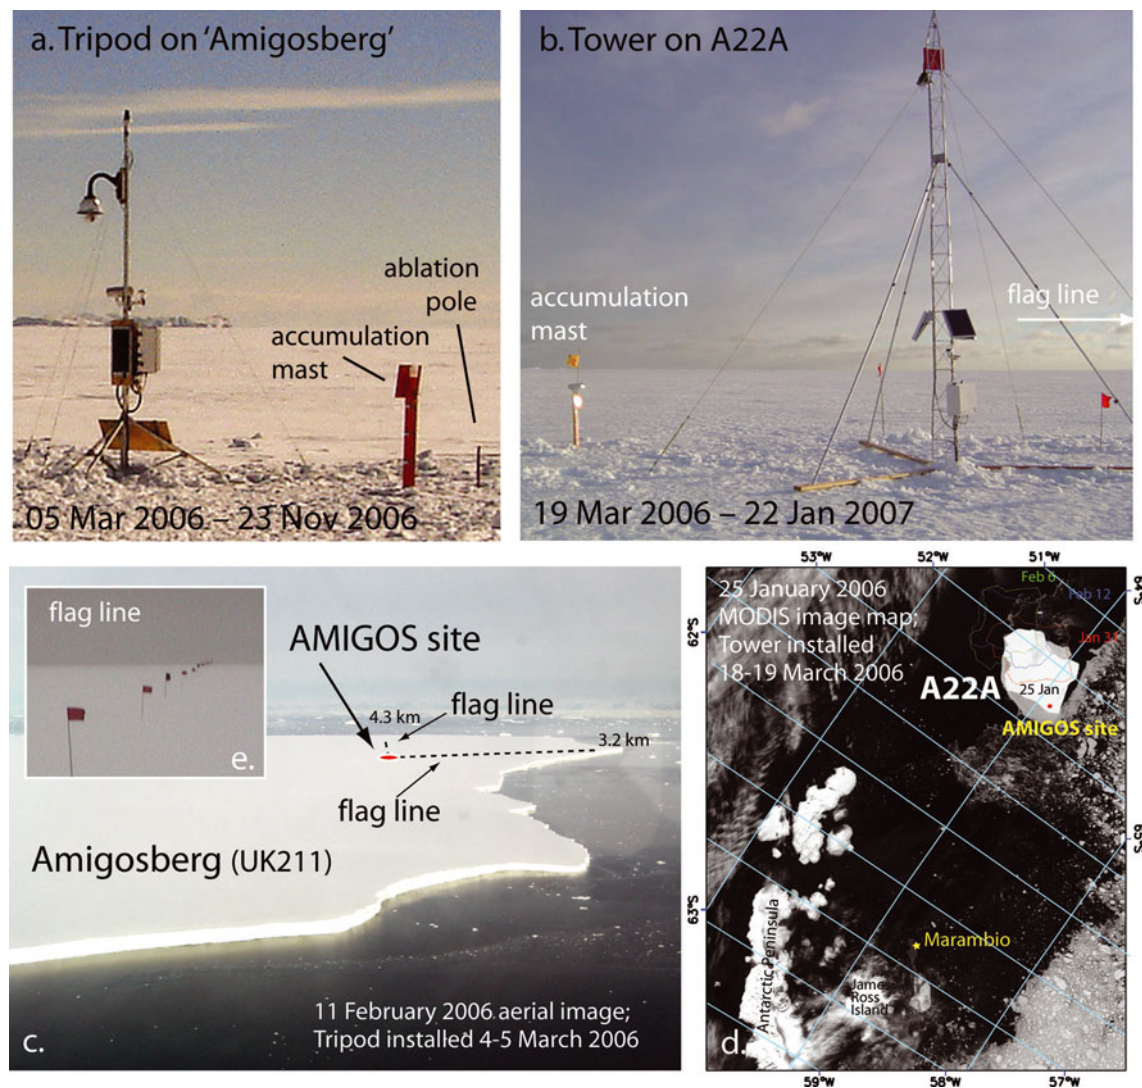 a. Tripod on 'Amigosberg'
ablation
pole
accumulation
mast
05 Mar 2006 – 23 Nov 2006
b. Tower on A22A
accumulation
mast
flag line
19 Mar 2006 – 22 Jan 2007
flag line
e.
AMIGOS site
4.3 km
flag line
3.2 km
flag line
Amigosberg (UK211)
11 February 2006 aerial image;
Tripod installed 4-5 March 2006
c.
53°W
52°W
51°W
25 January 2006
MODIS image map;
Tower installed
18-19 March 2006
Feb 6
Feb 12
Jan 31
64°S
62°S
A22A
25 Jan
AMIGOS site
65°S
63°S
Marambio
Antarctic Peninsula
James
Ross
Island
d.
59°W
58°W
57°W